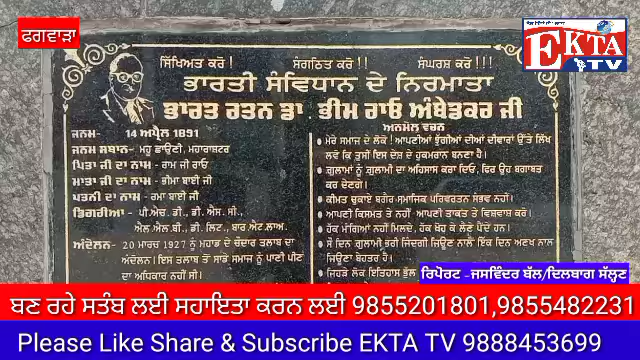 ਫਗਵਾੜਾ
EKTA
TV
ਸਿੱਖਿਅਤ ਕਰੋ ! ਸੰਗਠਿਤ ਕਰੋ !! ਸੰਘਰਸ਼ ਕਰੋ !!!
ਭਾਰਤੀ ਸੰਵਿਧਾਨ ਦੇ ਨਿਰਮਾਤਾ
ਭਾਰਤ ਰਤਨ ਡਾ. ਭੀਮ ਰਾਓ ਅੰਬੇਡਕਰ ਜੀ
ਜਨਮ- 14 ਅਪ੍ਰੈਲ 1891
ਜਨਮ ਸਥਾਨ- ਮਹੂ ਛਾਉਣੀ, ਮਹਾਰਾਸ਼ਟਰ
ਪਿਤਾ ਜੀ ਦਾ ਨਾਮ - ਰਾਮ ਜੀ ਰਾਓ
ਮਾਤਾ ਜੀ ਦਾ ਨਾਮ - ਭੀਮਾ ਬਾਈ ਜੀ
ਪਤਨੀ ਦਾ ਨਾਮ- ਰਮਾ ਬਾਈ ਜੀ
ਡਿਗਰੀਆ - ਪੀ.ਐਚ. ਡੀ., ਡੀ. ਐਸ. ਸੀ.,
ਐਲ.ਐਲ.ਬੀ., ਡੀ. ਲਿਟ., ਬਾਰ.ਐਟ.ਲਾਅ.
ਅੰਦੋਲਨ- 20 ਮਾਰਚ 1927 ਨੂੰ ਮਹਾਡ ਦੇ ਚੌਦਾਰ ਤਲਾਬ ਦਾ
ਅੰਦੋਲਨ। ਇਸ ਤਲਾਬ ਤੋਂ ਸਾਡੇ ਸਮਾਜ ਨੂੰ ਪਾਣੀ ਪੀਣ
ਦਾ ਅਧਿਕਾਰ ਨਹੀਂ ਸੀ।
ਅਨਮੋਲ ਵਚਨ
• ਮੇਰੇ ਸਮਾਜ ਦੇ ਲੋਕੋ ! ਆਪਣੀਆਂ ਝੁੱਗੀਆਂ ਦੀਆਂ ਦੀਵਾਰਾਂ ਉੱਤੇ ਲਿਖ
ਲਵੋ ਕਿ ਤੁਸੀਂ ਇਸ ਦੇਸ਼ ਦੇ ਹੁਕਮਰਾਨ ਬਣਨਾ ਹੈ।
• ਗੁਲਾਮਾਂ ਨੂੰ ਗੁਲਾਮੀ ਦਾ ਅਹਿਸਾਸ ਕਰਾ ਦਿਓ, ਫਿਰ ਉਹ ਬਗਾਬਤ
ਕਰ ਦੇਣਗੇ।
• ਕੀਮਤ ਚੁਕਾਏ ਬਗੈਰ ਸਮਾਜਿਕ ਪਰਿਵਰਤਨ ਸੰਭਵ ਨਹੀਂ।
• ਆਪਣੀ ਕਿਸਮਤ ਤੇ ਨਹੀਂ ਆਪਣੀ ਤਾਕਤ ਤੇ ਵਿਸ਼ਵਾਸ਼ ਕਰੋ।
• ਹੱਕ ਮੰਗਿਆਂ ਨਹੀਂ ਮਿਲਦੇ, ਹੱਕ ਖੋਹ ਕੇ ਲੈਣੇ ਪੈਂਦੇ ਹਨ।
• ਸੌ ਦਿਨ ਗੁਲਾਮੀ ਭਰੀ ਜਿੰਦਗੀ ਜਿਉਣ ਨਾਲੋਂ ਇੱਕ ਦਿਨ ਅਣਖ ਨਾਲ
ਜਿਉਣਾ ਬੇਹਤਰ ਹੈ।
• ਜਿਹੜੇ ਲੋਕ ਇਤਿਹਾਸ ਭੁੱਲ
ਰਿਪੋਰਟ -ਜਸਵਿੰਦਰ ਬੱਲ/ਦਿਲਬਾਗ ਸੱਲ੍ਹਣ
ਬਣ ਰਹੇ ਸਤੰਬ ਲਈ ਸਹਾਇਤਾ ਕਰਨ ਲਈ 9855201801,9855482231
Please Like Share & Subscribe EKTA TV 9888453699